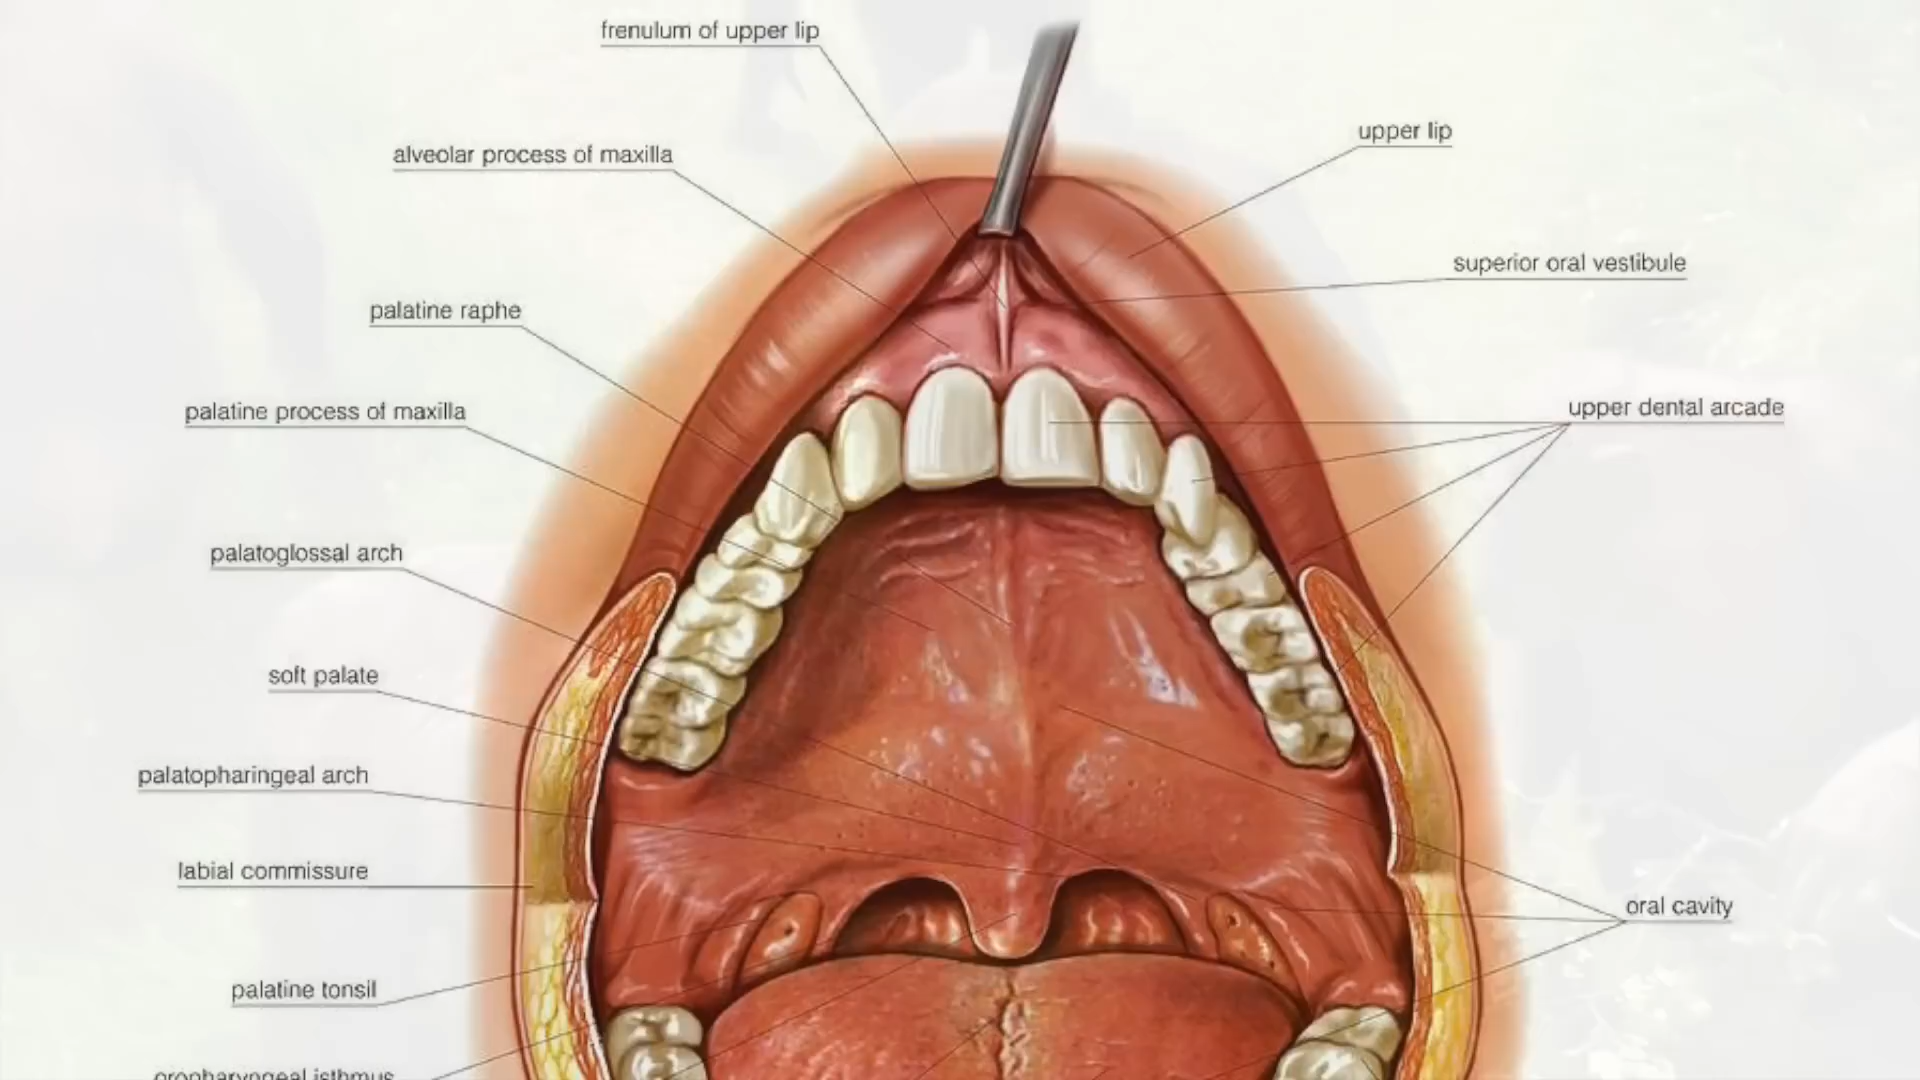 frenulum of upper lip
upper lip
alveolar process of maxilla
superior oral vestibule
palatine raphe
palatine process of maxilla
upper dental arcade
palatoglossal arch
soft palate
palatopharingeal arch
labial commissure
oral cavity
palatine tonsil
oropharyngeal isthmus